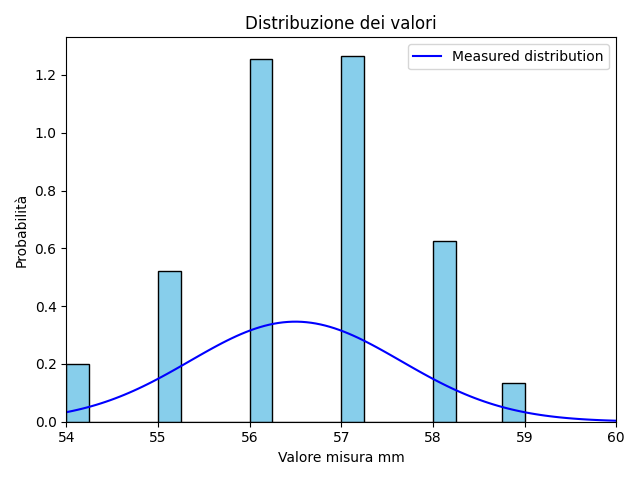 Distribuzione dei valori
Measured distribution
Probabilità
1.2
1.0
0.8
0.6
0.4
0.2
0.0
54 55 56 57 58 59 60
Valore misura mm